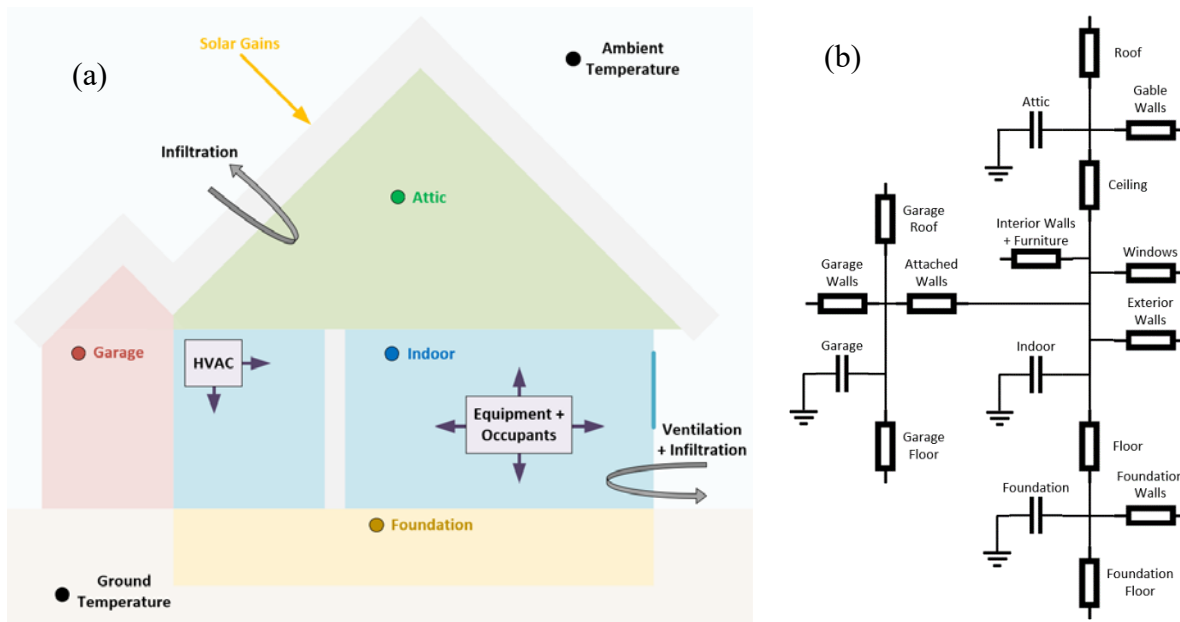 (a)
Solar Gains
Ambient
Temperature
Infiltration
Attic
Garage
HVAC
Indoor
Equipment +
Occupants
Ventilation
+ Infiltration
Foundation
Ground
Temperature
(b)
Roof
Attic
Gable
Walls
Ceiling
Garage
Roof
Interior Walls
+ Furniture
Windows
Garage
Walls
Attached
Walls
Exterior
Walls
Garage
Indoor
Garage
Floor
Floor
Foundation
Foundation
Walls
Foundation
Floor